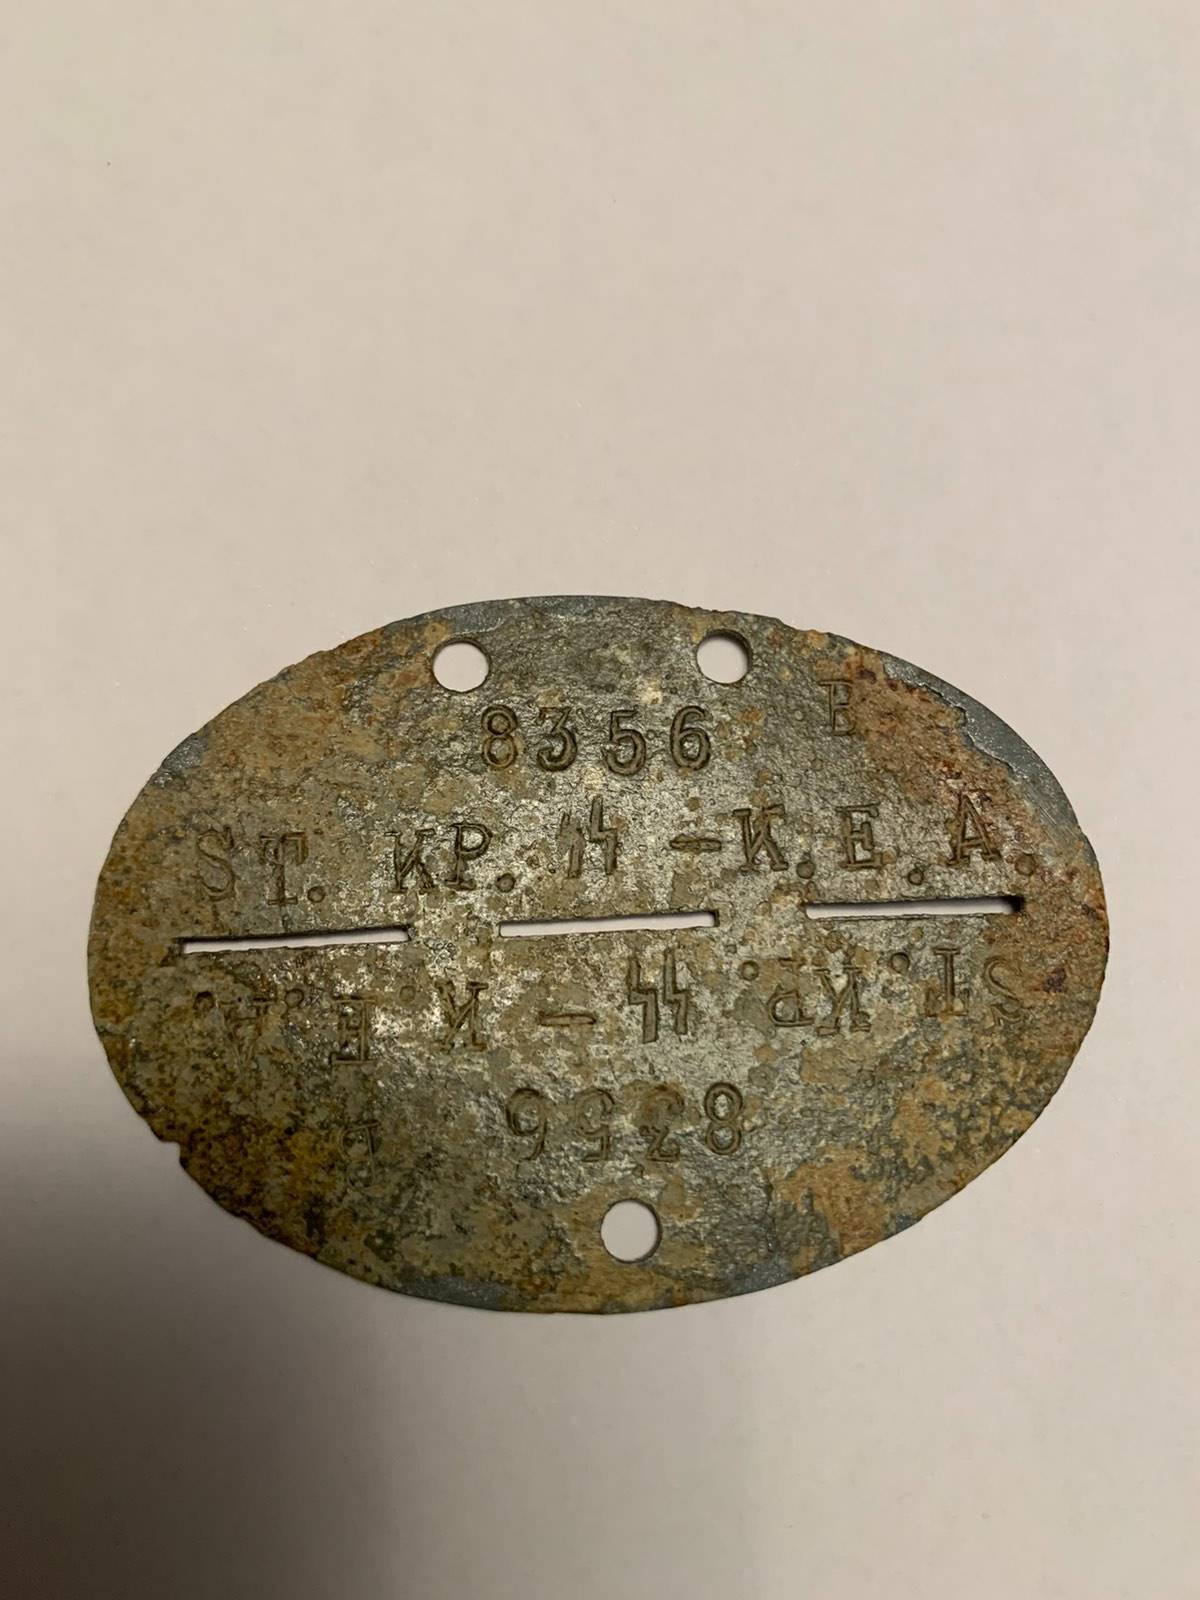 8356 B
ST. KP. ᛋᛋ – K. E. A.
ST. KP. ᛋᛋ – K. E. A.
8356 B